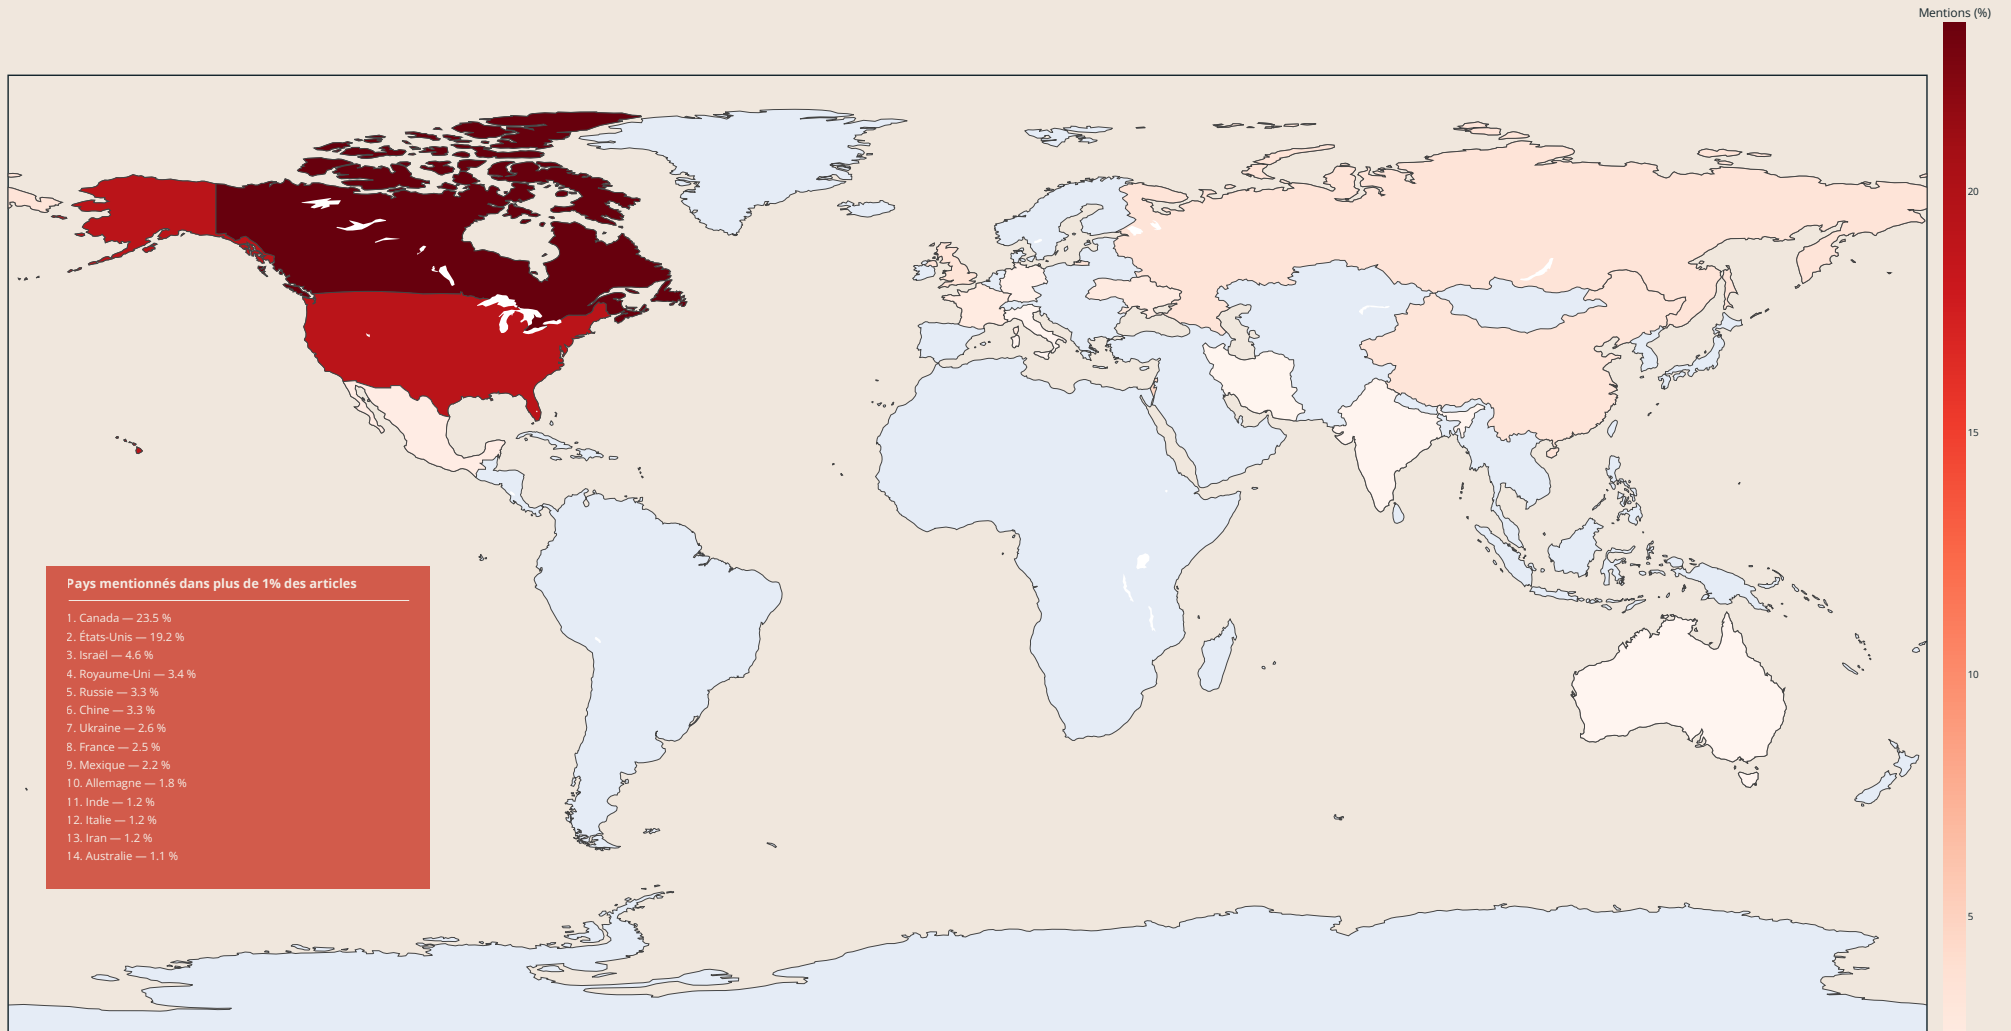 Mentions (%)
20
15
10
5
Pays mentionnés dans plus de 1% des articles
1. Canada — 23.5 %
2. États-Unis — 19.2 %
3. Israël — 4.6 %
4. Royaume-Uni — 3.4 %
5. Russie — 3.3 %
6. Chine — 3.3 %
7. Ukraine — 2.6 %
8. France — 2.5 %
9. Mexique — 2.2 %
10. Allemagne — 1.8 %
11. Inde — 1.2 %
12. Italie — 1.2 %
13. Iran — 1.2 %
14. Australie — 1.1 %